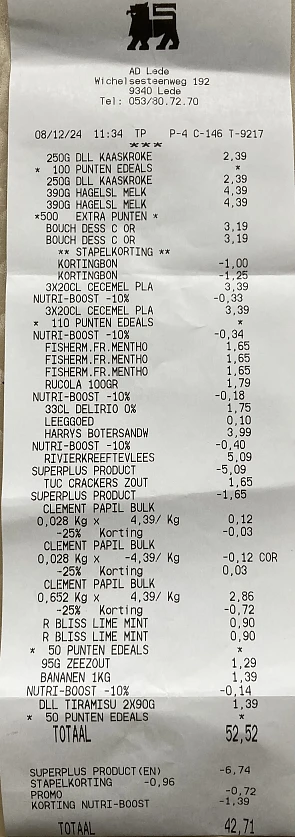 AD Lede
Wichelsesteenweg 192
9340 Lede
Tel: 053/80.72.70
08/12/24 11:34 TP P-4 C-146 T-9217
***
250G DLL KAASKROKE 2,39
* 100 PUNTEN EDEALS *
250G DLL KAASKROKE 2,39
390G HAGELSL MELK 4,39
390G HAGELSL MELK 4,39
*500 EXTRA PUNTEN *
BOUCH DESS C OR 3,19
BOUCH DESS C OR 3,19
** STAPELKORTING **
KORTINGBON -1,00
KORTINGBON -1,25
3X20CL CECEMEL PLA 3,39
NUTRI-BOOST -10% -0,33
3X20CL CECEMEL PLA 3,39
* 110 PUNTEN EDEALS *
NUTRI-BOOST -10% -0,34
FISHERM.FR.MENTHO 1,65
FISHERM.FR.MENTHO 1,65
FISHERM.FR.MENTHO 1,65
RUCOLA 100GR 1,79
NUTRI-BOOST -10% -0,18
33CL DELIRIO 0% 1,75
LEEGGOED 0,10
HARRYS BOTERSANDW 3,99
NUTRI-BOOST -10% -0,40
RIVIERKREEFTEVLEES 5,09
SUPERPLUS PRODUCT -5,09
TUC CRACKERS ZOUT 1,65
SUPERPLUS PRODUCT -1,65
CLEMENT PAPIL BULK
0,028 Kg x 4,39/ Kg 0,12
-25% Korting -0,03
CLEMENT PAPIL BULK
0,028 Kg x -4,39/ Kg -0,12 COR
-25% Korting 0,03
CLEMENT PAPIL BULK
0,652 Kg x 4,39/ Kg 2,86
-25% Korting -0,72
R BLISS LIME MINT 0,90
R BLISS LIME MINT 0,90
* 50 PUNTEN EDEALS *
95G ZEEZOUT 1,29
BANANEN 1KG 1,39
NUTRI-BOOST -10% -0,14
DLL TIRAMISU 2X90G 1,39
* 50 PUNTEN EDEALS *
TOTAAL 52,52
SUPERPLUS PRODUCT(EN) -6,74
STAPELKORTING -0,96
PROMO -0,72
KORTING NUTRI-BOOST -1,39
TOTAAL 42,71